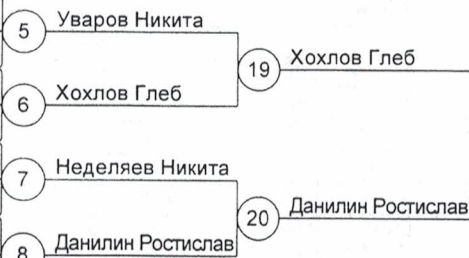 5 Уваров Никита
19 Хохлов Глеб
6 Хохлов Глеб
7 Неделяев Никита
20 Данилин Ростислав
8 Данилин Ростислав